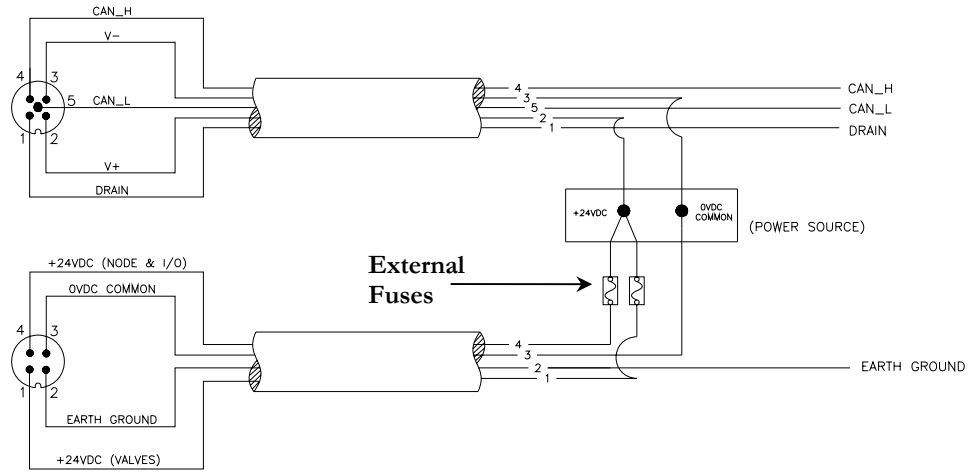 CAN_H
V-
4 3
CAN_L
5
1 2
V+
DRAIN
4
3
5
2
1
CAN_H
CAN_L
DRAIN
+24VDC
0VDC
COMMON
(POWER SOURCE)
External
Fuses
+24VDC (NODE & I/O)
0VDC COMMON
4 3
1 2
EARTH GROUND
+24VDC (VALVES)
4
3
2
1
EARTH GROUND